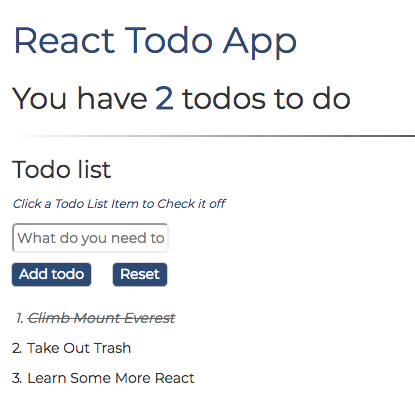 React Todo App
You have 2 todos to do
Todo list
Click a Todo List Item to Check it off
What do you need to
Add todo Reset
1. Climb Mount Everest
2. Take Out Trash
3. Learn Some More React